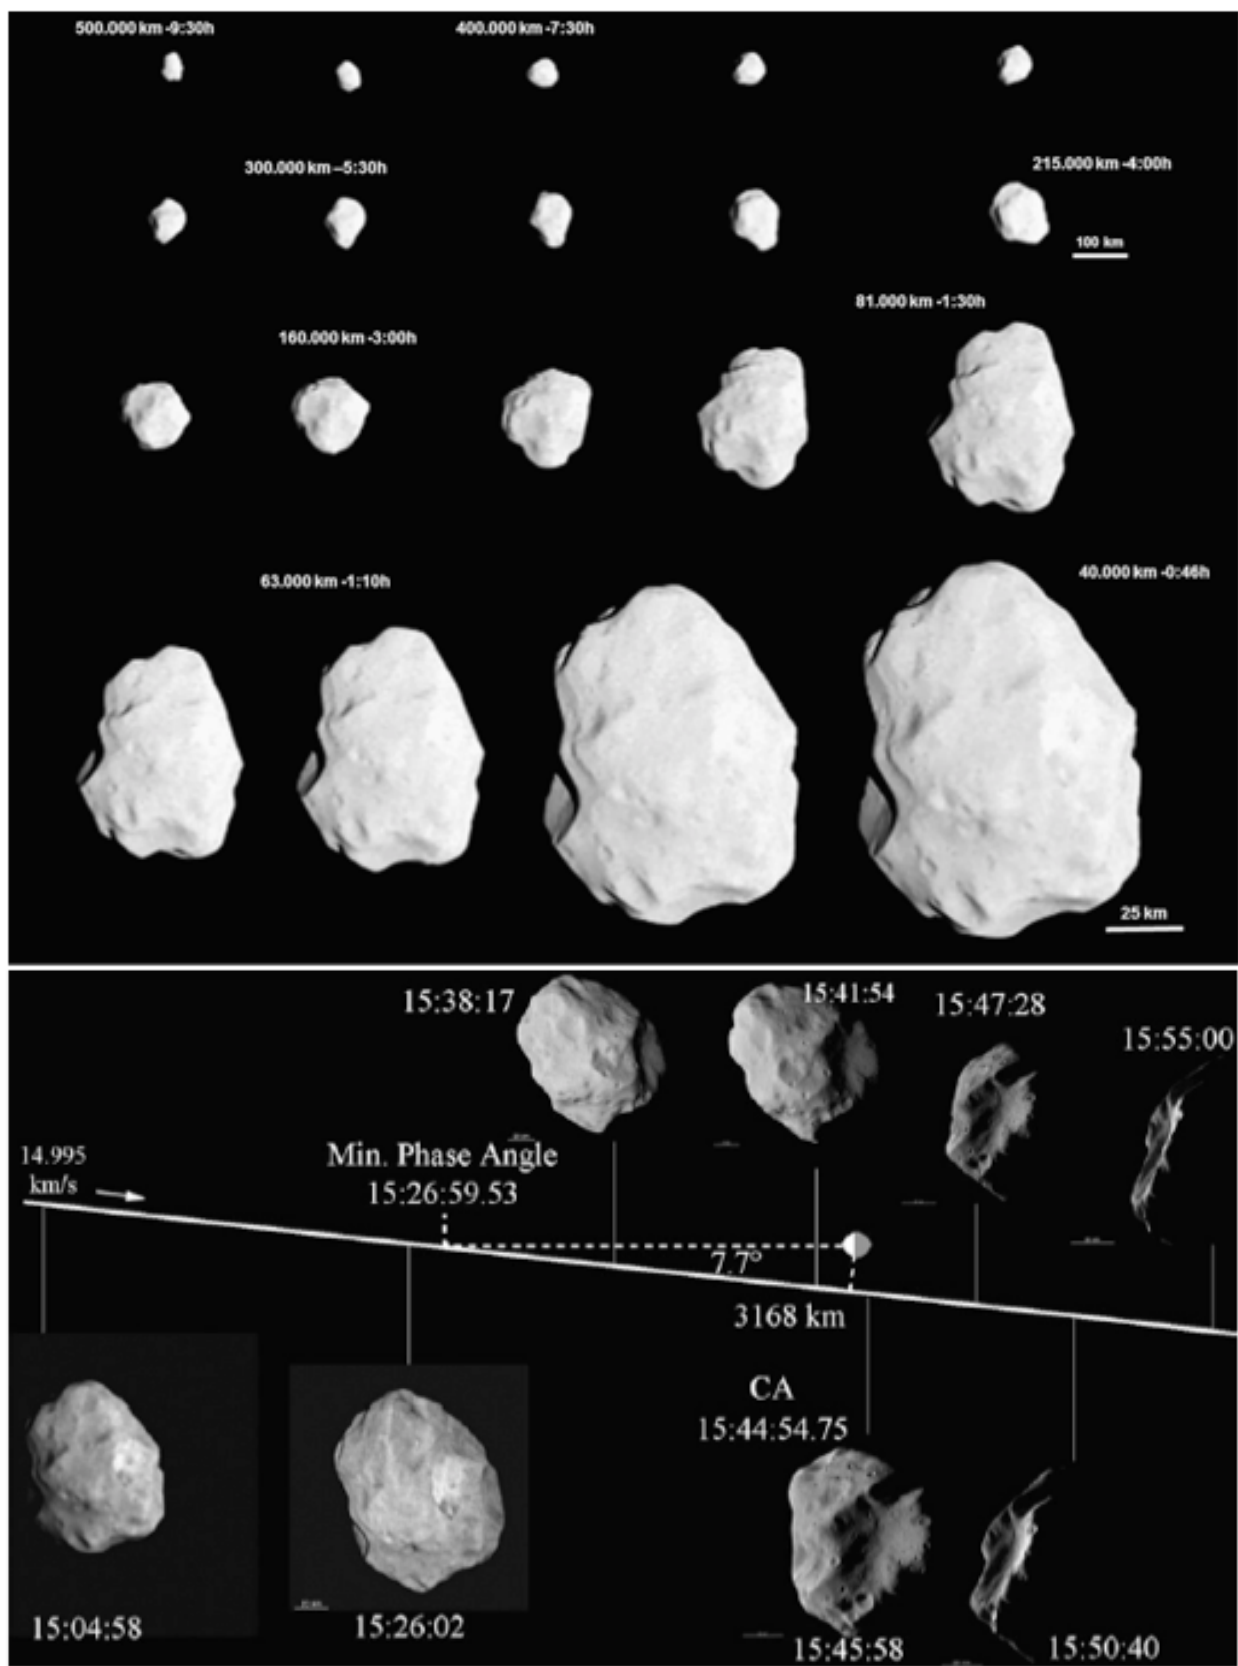 500.000 km -9:30h
400.000 km -7:30h
300.000 km –5:30h
215.000 km -4:00h
100 km
81.000 km -1:30h
160.000 km -3:00h
63.000 km -1:10h
40.000 km -0:46h
25 km
15:38:17
15:41:54
15:47:28
15:55:00
14.995
km/s
Min. Phase Angle
15:26:59.53
7.7°
3168 km
CA
15:44:54.75
15:04:58
15:26:02
15:45:58
15:50:40